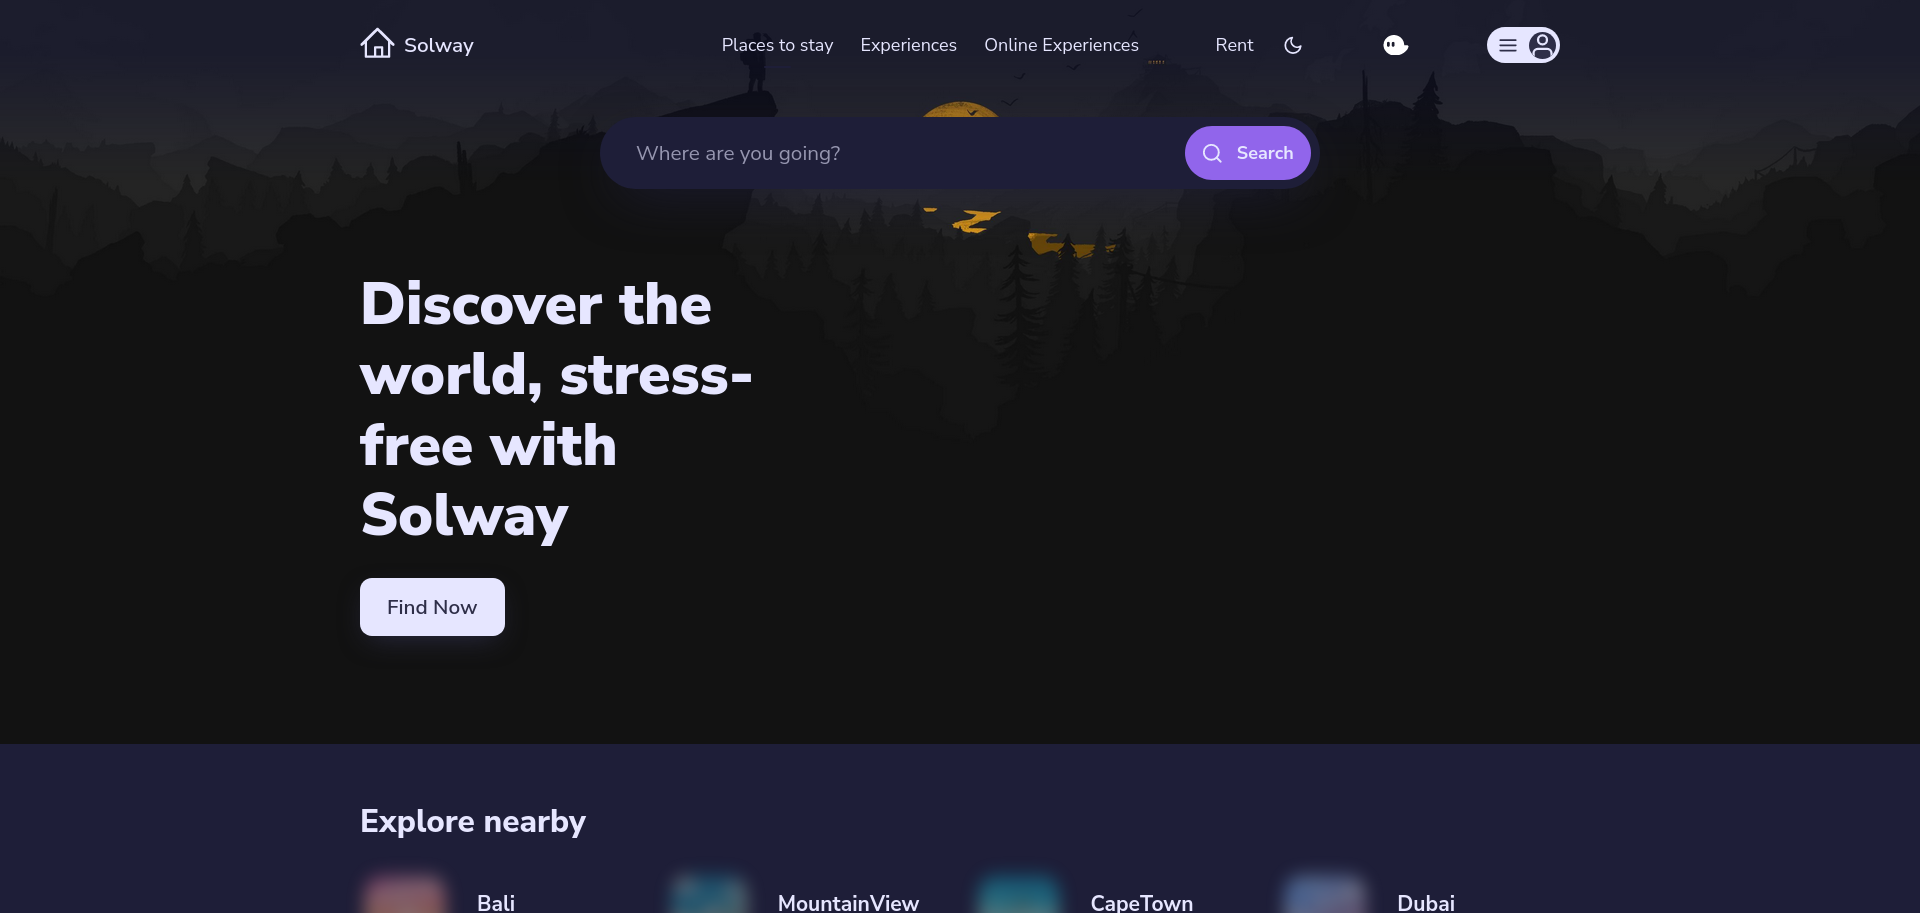 Solway
Places to stay
Experiences
Online Experiences
Rent
Where are you going?
Search
Discover the
world, stress-
free with
Solway
Find Now
Explore nearby
Bali
MountainView
CapeTown
Dubai